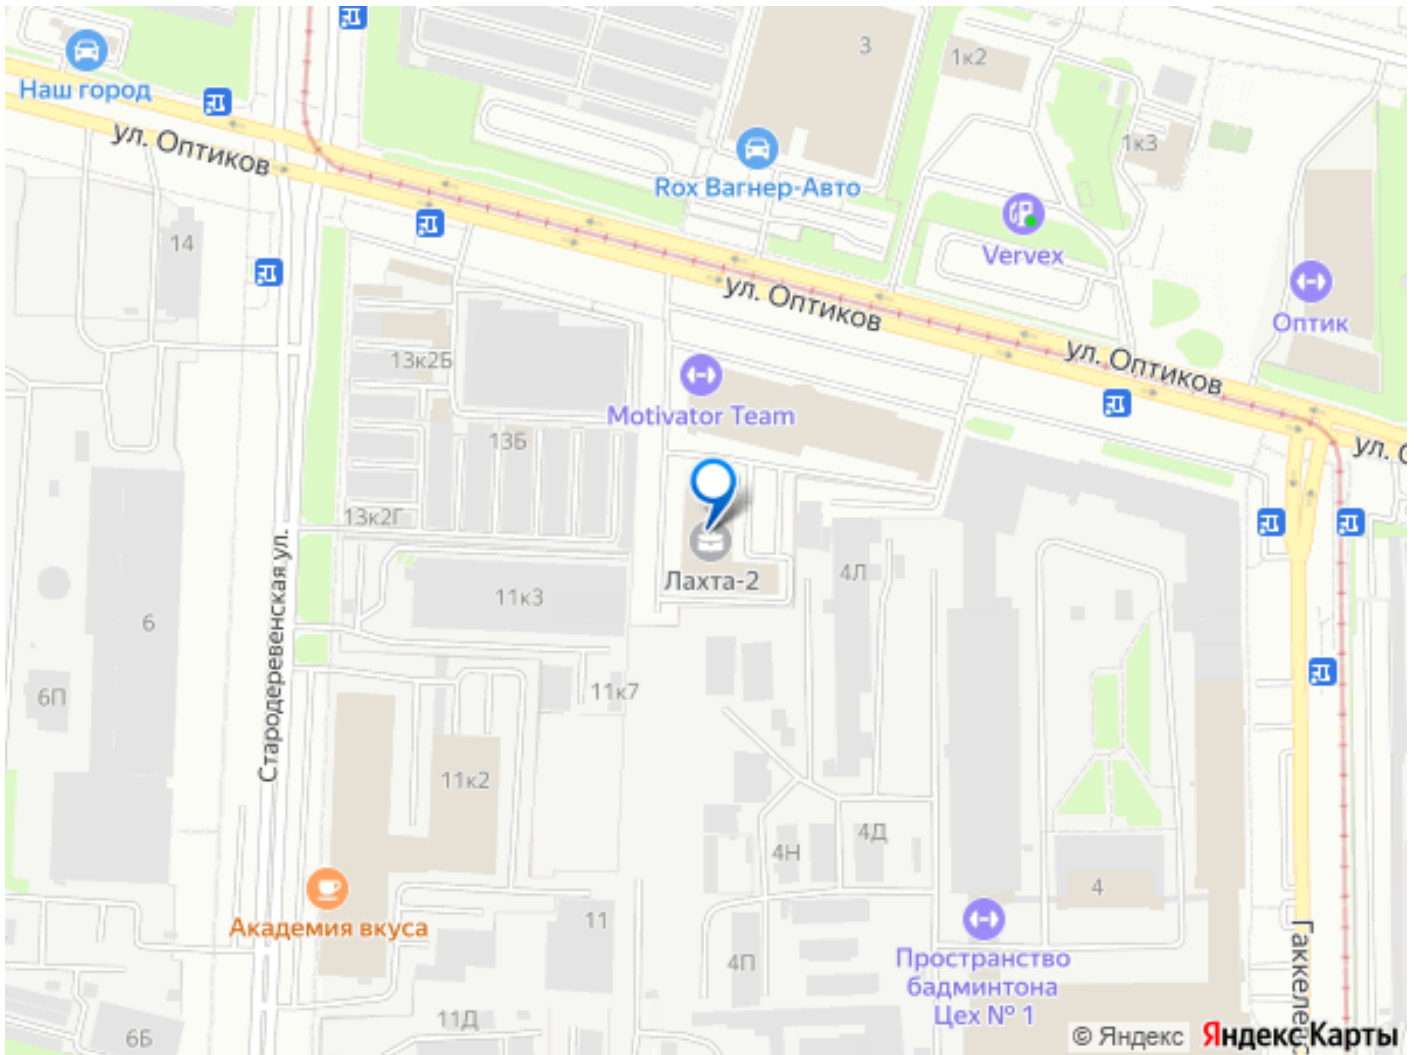 3
1к2
Наш город
ул. Оптиков
1к3
Rox Вагнер-Авто
14
Vervex
ул. Оптиков
Оптик
13к2Б
ул. Оптиков
Motivator Team
13Б
ул. О
13к2Г
Лахта-2
4Л
11к3
6
Стародеревенская ул.
6П
11к7
11к2
4Д
4Н
4
Академия вкуса
11
Пространство
бадминтона
Цех № 1
4П
Гаккелев
11Д
6Б
© Яндекс Яндекс Карты